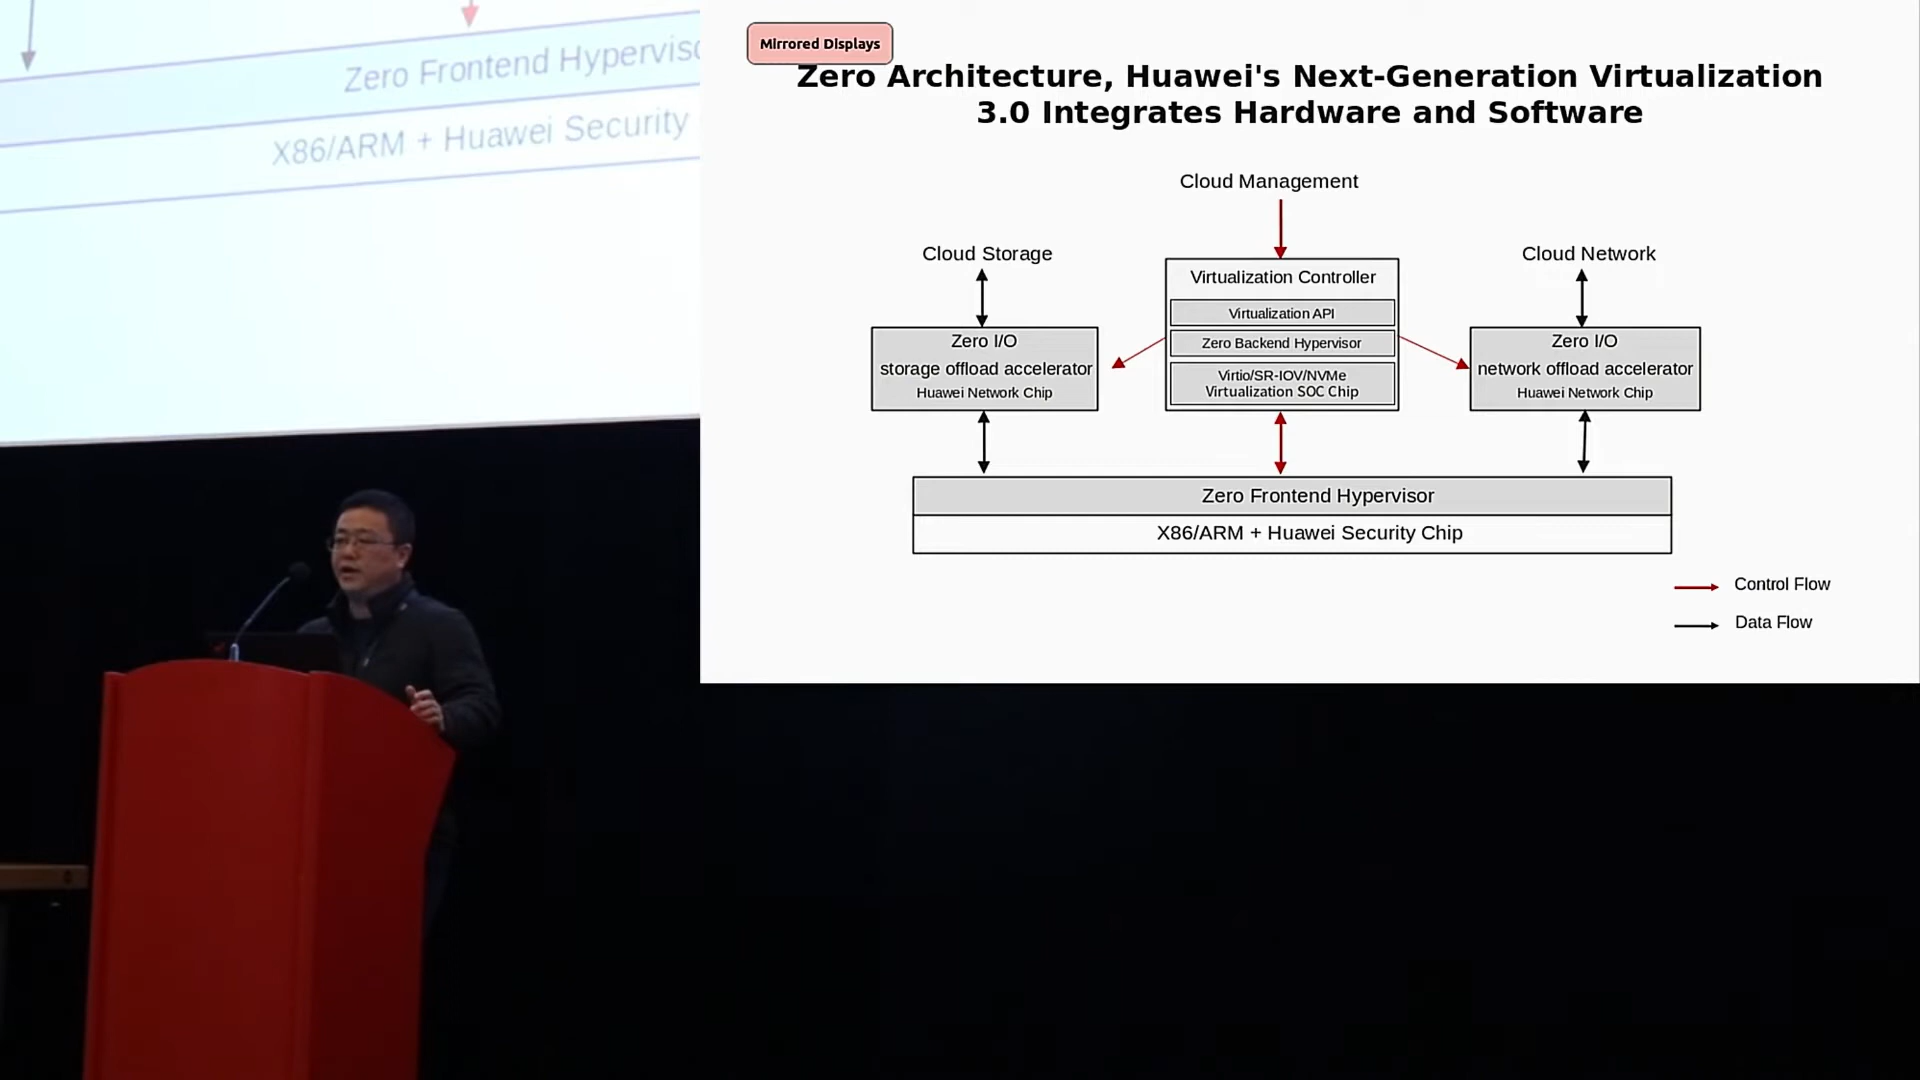 Zero Frontend Hyperviso
X86/ARM + Huawei Security
Mirrored Displays
Zero Architecture, Huawei's Next-Generation Virtualization
3.0 Integrates Hardware and Software
Cloud Management
Cloud Storage
Cloud Network
Virtualization Controller
Virtualization API
Zero Backend Hypervisor
Virtio/SR-IOV/NVMe
Virtualization SOC Chip
Zero I/O
storage offload accelerator
Huawei Network Chip
Zero I/O
network offload accelerator
Huawei Network Chip
Zero Frontend Hypervisor
X86/ARM + Huawei Security Chip
Control Flow
Data Flow